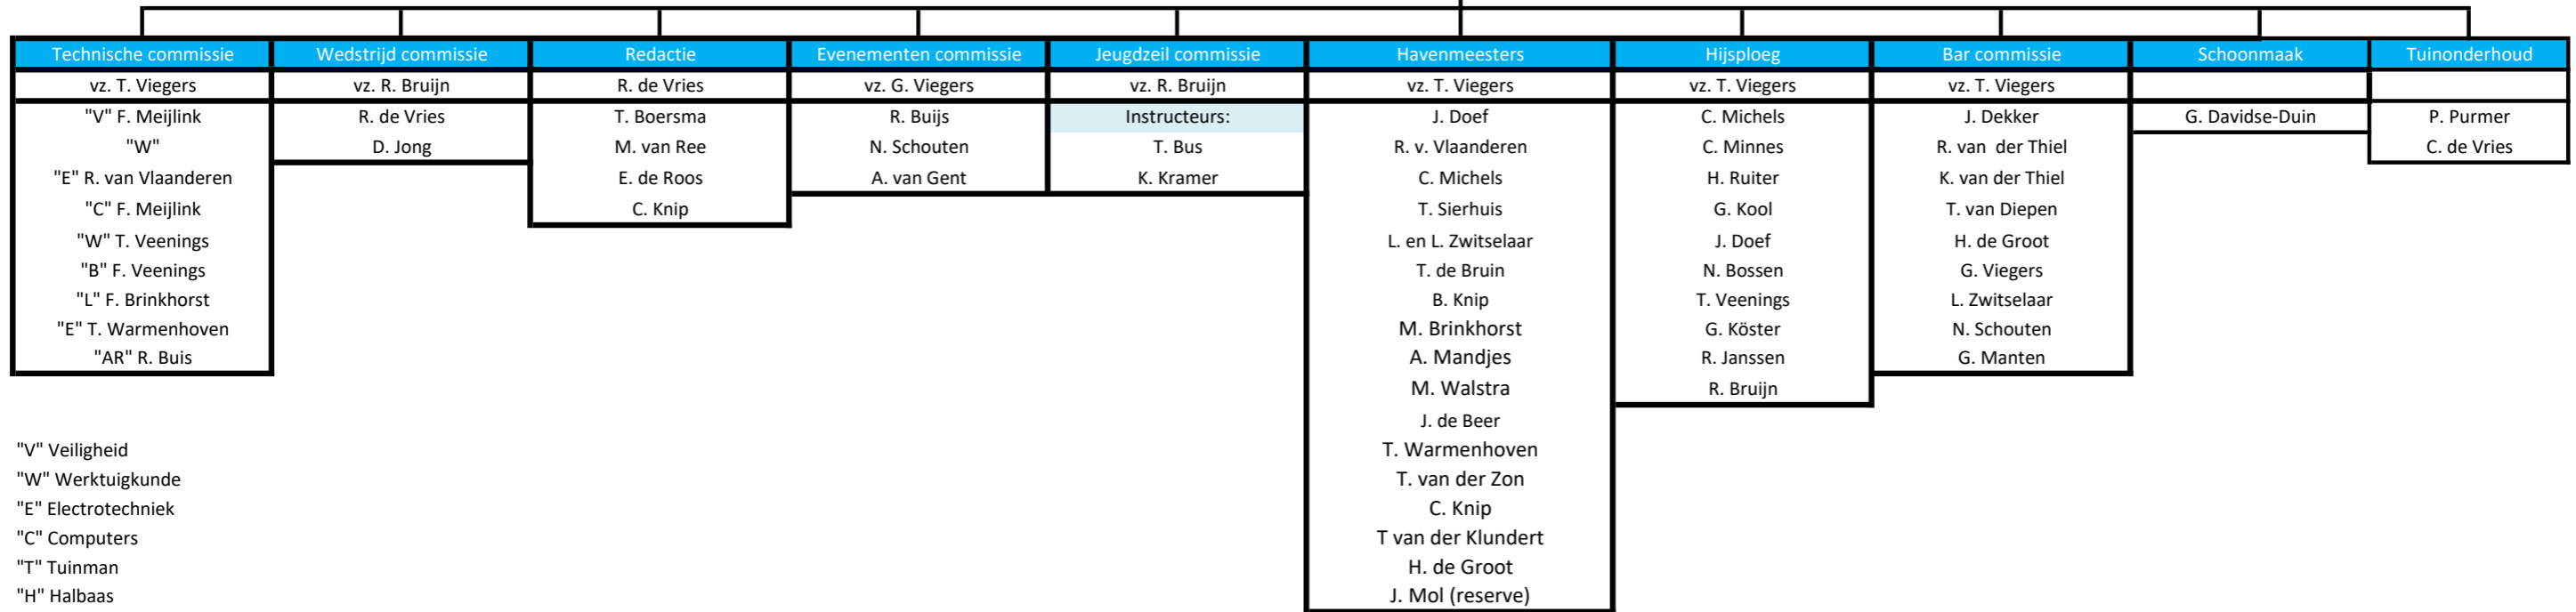 Technische commissie
vz. T. Viegers
"V" F. Meijlink
"W"
"E" R. van Vlaanderen
"C" F. Meijlink
"W" T. Veenings
"B" F. Veenings
"L" F. Brinkhorst
"E" T. Warmenhoven
"AR" R. Buis
Wedstrijd commissie
vz. R. Bruijn
R. de Vries
D. Jong
Redactie
R. de Vries
T. Boersma
M. van Ree
E. de Roos
C. Knip
Evenementen commissie
vz. G. Viegers
R. Buijs
N. Schouten
A. van Gent
Jeugdzeil commissie
vz. R. Bruijn
Instructeurs:
T. Bus
K. Kramer
Havenmeesters
vz. T. Viegers
J. Doef
R. v. Vlaanderen
C. Michels
T. Sierhuis
L. en L. Zwitselaar
T. de Bruin
B. Knip
M. Brinkhorst
A. Mandjes
M. Walstra
J. de Beer
T. Warmenhoven
T. van der Zon
C. Knip
T van der Klundert
H. de Groot
J. Mol (reserve)
Hijsploeg
vz. T. Viegers
C. Michels
C. Minnes
H. Ruiter
G. Kool
J. Doef
N. Bossen
T. Veenings
G. Köster
R. Janssen
R. Bruijn
Bar commissie
vz. T. Viegers
J. Dekker
R. van  der Thiel
K. van der Thiel
T. van Diepen
H. de Groot
G. Viegers
L. Zwitselaar
N. Schouten
G. Manten
Schoonmaak
G. Davidse-Duin
Tuinonderhoud
P. Purmer
C. de Vries
"V" Veiligheid
"W" Werktuigkunde
"E" Electrotechniek
"C" Computers
"T" Tuinman
"H" Halbaas